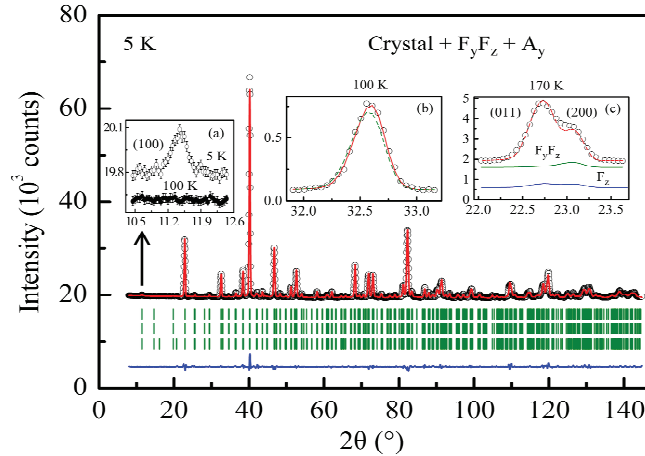 5 K
Crystal + FyFz + Ay
80
60
40
20
0
Intensity (10³ counts)
20.1
19.8
(100)
(a)
5 K
100 K
10.5 11.2 11.9 12.6
100 K
(b)
0.5
0.0
32.0 32.5 33.0
170 K
(011) (200) (c)
5
4
3
2
1
0
FyFz
Fz
22.0 22.5 23.0 23.5
0 20 40 60 80 100 120 140
2θ (°)